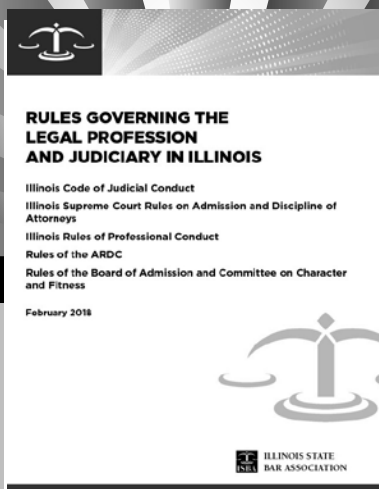 RULES GOVERNING THE
LEGAL PROFESSION
AND JUDICIARY IN ILLINOIS
Illinois Code of Judicial Conduct
Illinois Supreme Court Rules on Admission and Discipline of
Attorneys
Illinois Rules of Professional Conduct
Rules of the ARDC
Rules of the Board of Admission and Committee on Character
and Fitness
February 2018
ISBA
ILLINOIS STATE
BAR ASSOCIATION